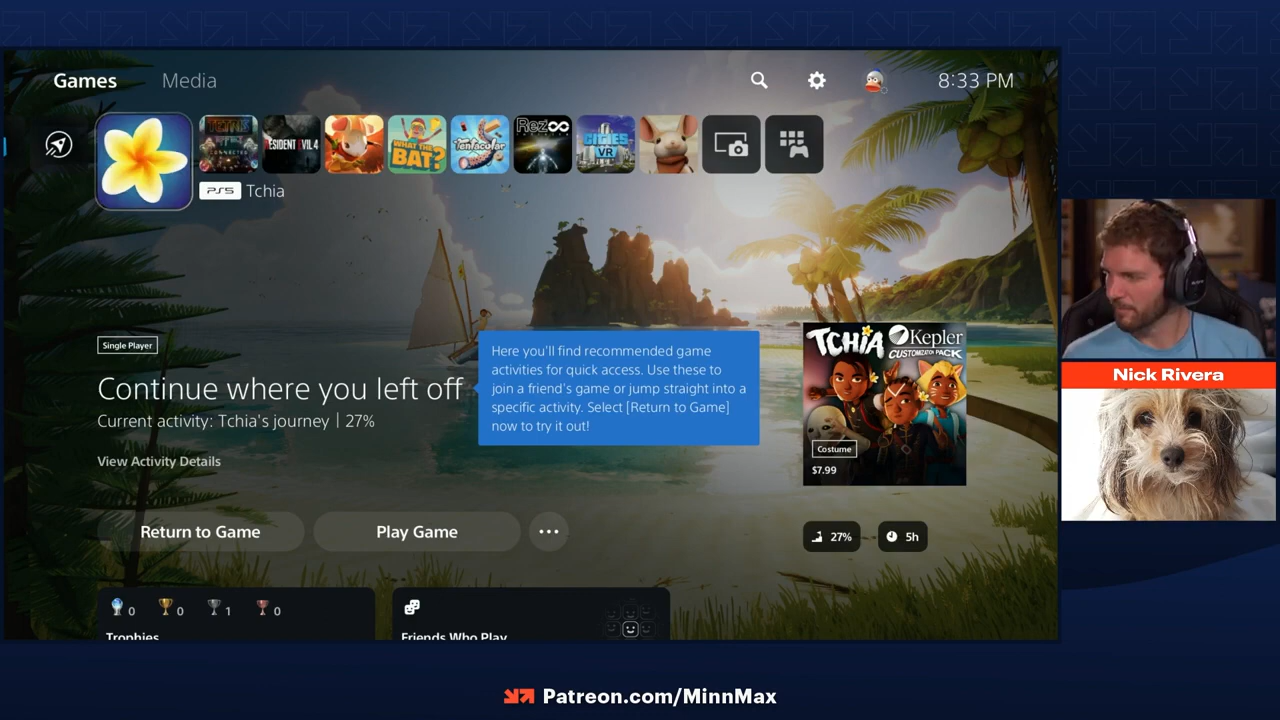 Games
Media
8:33 PM
TETRIS
EFFECT
CONNECTED
RESIDENT EVIL 4
WHAT THE
BAT?
Tentacular
Rez∞
CITIES
VR
PS5 Tchia
Single Player
Continue where you left off
Current activity: Tchia's journey | 27%
View Activity Details
Here you'll find recommended game
activities for quick access. Use these to
join a friend's game or jump straight into a
specific activity. Select [Return to Game]
now to try it out!
TCHIA
Kepler
CUSTOMIZATION PACK
Costume
$7.99
Return to Game
Play Game
...
27%
5h
0
0
1
0
Trophies
Friends Who Play
Nick Rivera
Patreon.com/MinnMax